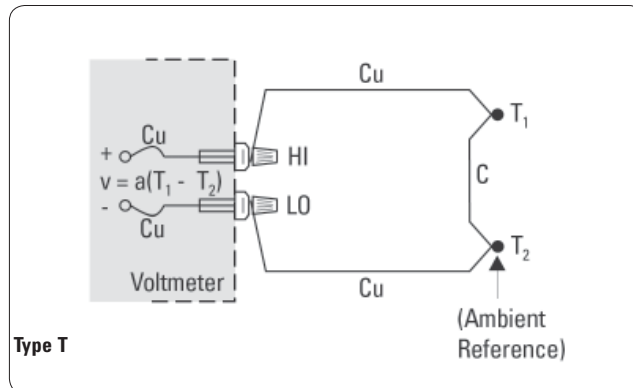 Cu
T1
+ Cu
HI
v = a(T1 - T2)
C
- LO
Cu
T2
Voltmeter
Cu
(Ambient
Reference)
Type T